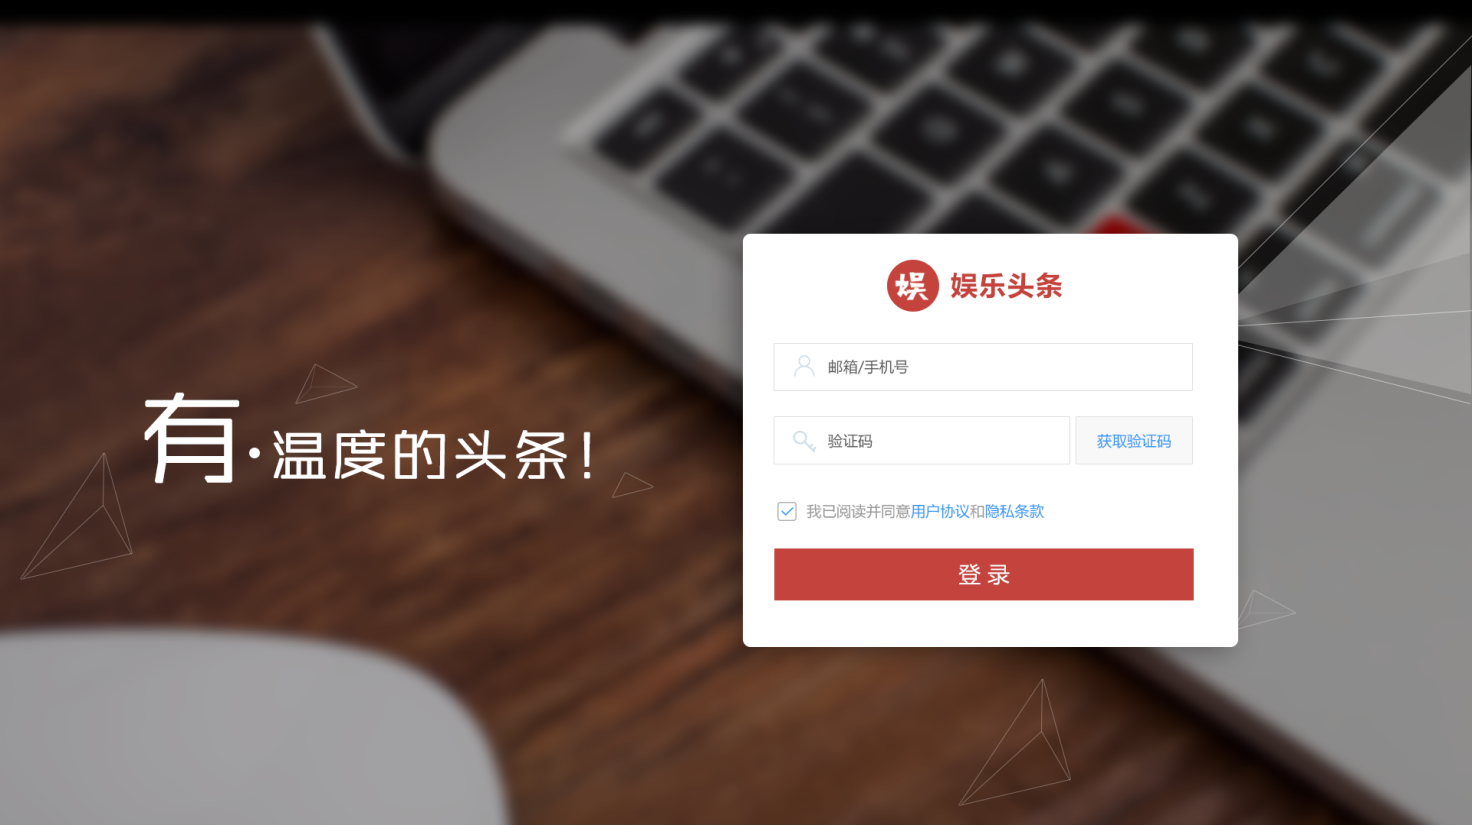 有·温度的头条！
娱 娱乐头条
邮箱/手机号
验证码 获取验证码
我已阅读并同意用户协议和隐私条款
登 录